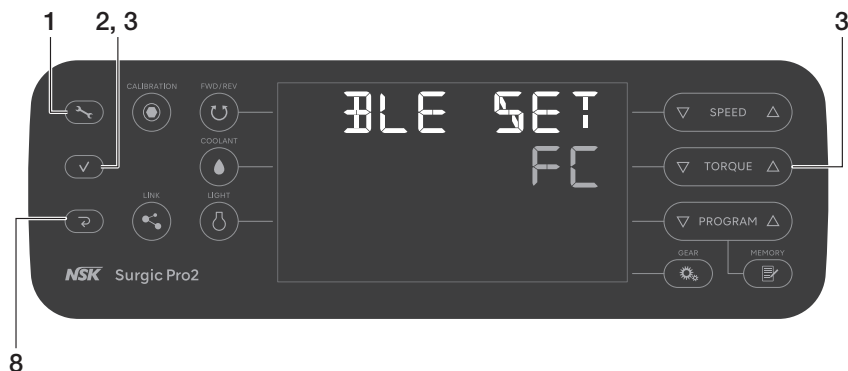 1
2, 3
3
CALIBRATION
FWD/REV
BLE SET
SPEED
COOLANT
FC
TORQUE
LINK
LIGHT
PROGRAM
NSK Surgic Pro2
GEAR
MEMORY
8